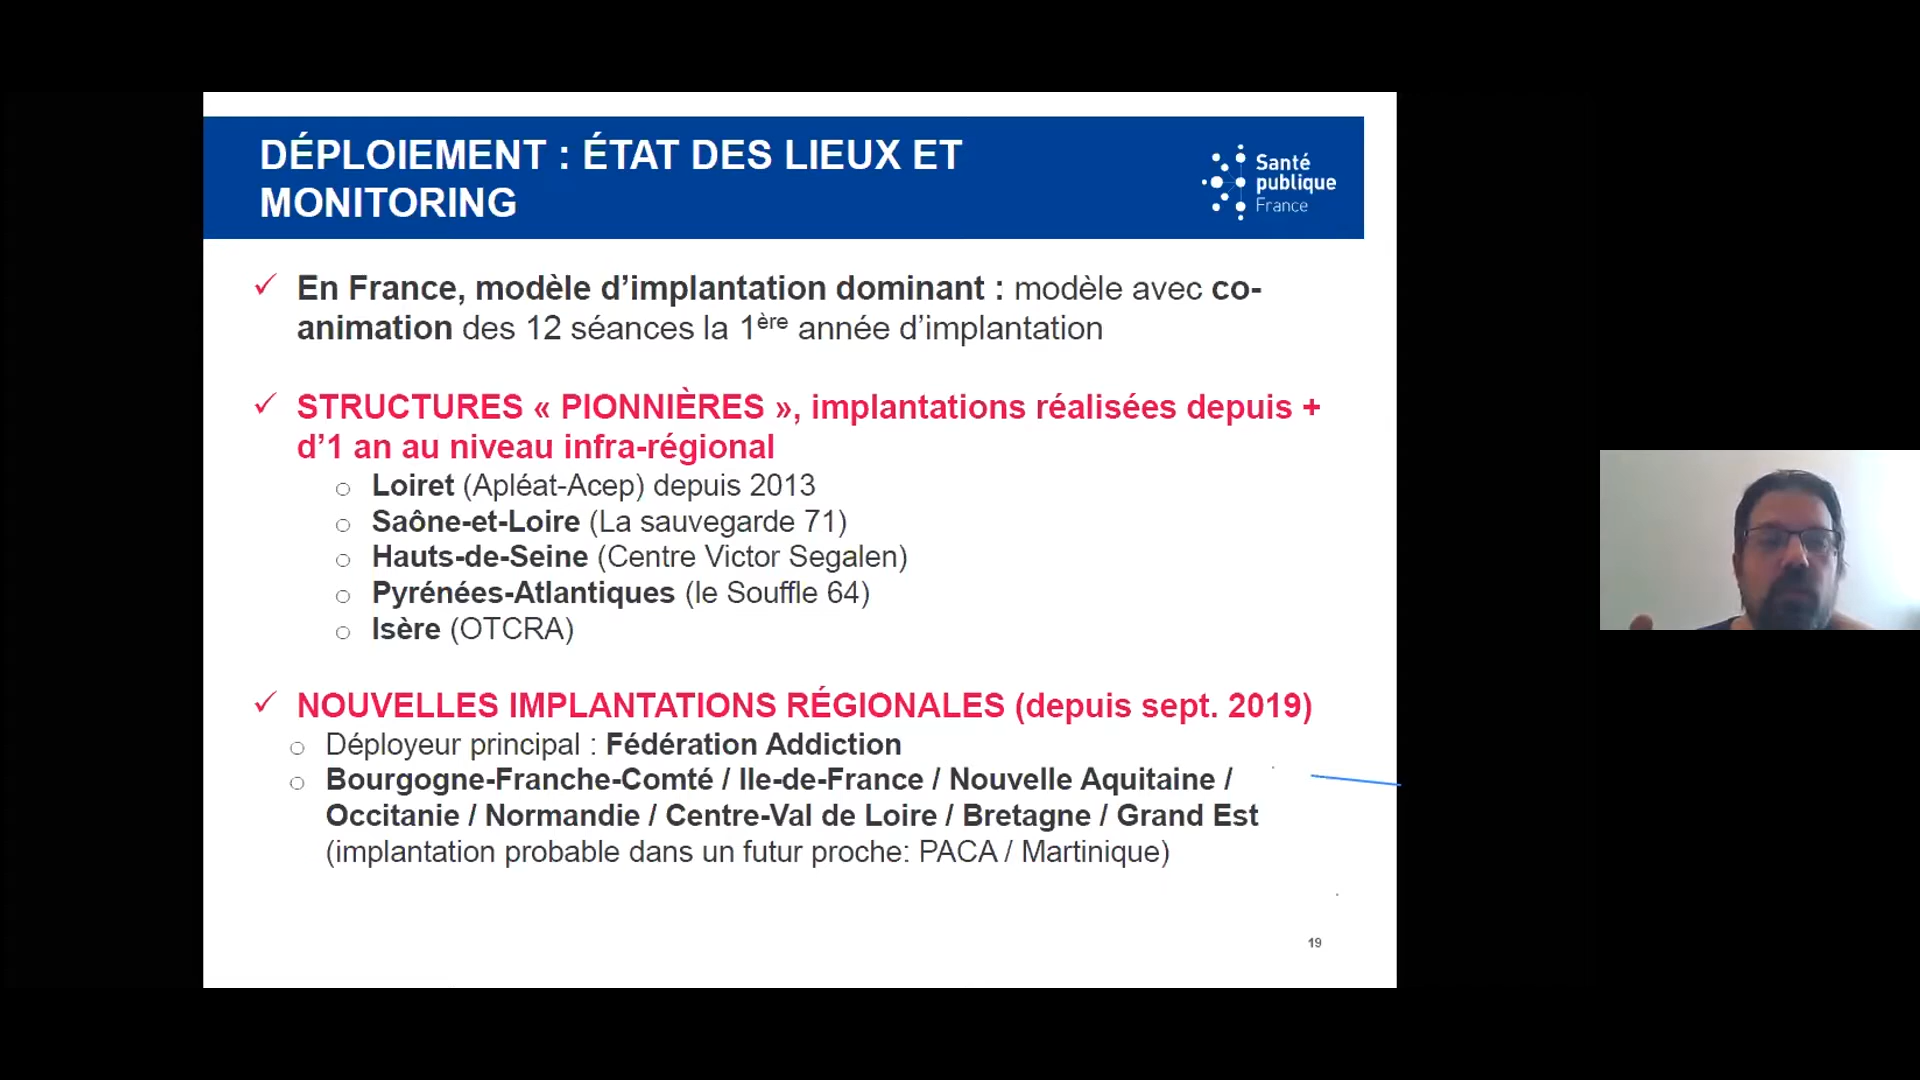 DÉPLOIEMENT : ÉTAT DES LIEUX ET
MONITORING
Santé
publique
France
✓ En France, modèle d’implantation dominant : modèle avec co-
animation des 12 séances la 1ère année d’implantation
✓ STRUCTURES « PIONNIÈRES », implantations réalisées depuis +
d’1 an au niveau infra-régional
o Loiret (Apléat-Acep) depuis 2013
o Saône-et-Loire (La sauvegarde 71)
o Hauts-de-Seine (Centre Victor Segalen)
o Pyrénées-Atlantiques (le Souffle 64)
o Isère (OTCRA)
✓ NOUVELLES IMPLANTATIONS RÉGIONALES (depuis sept. 2019)
o Déployeur principal : Fédération Addiction
o Bourgogne-Franche-Comté / Ile-de-France / Nouvelle Aquitaine /
Occitanie / Normandie / Centre-Val de Loire / Bretagne / Grand Est
(implantation probable dans un futur proche: PACA / Martinique)
19